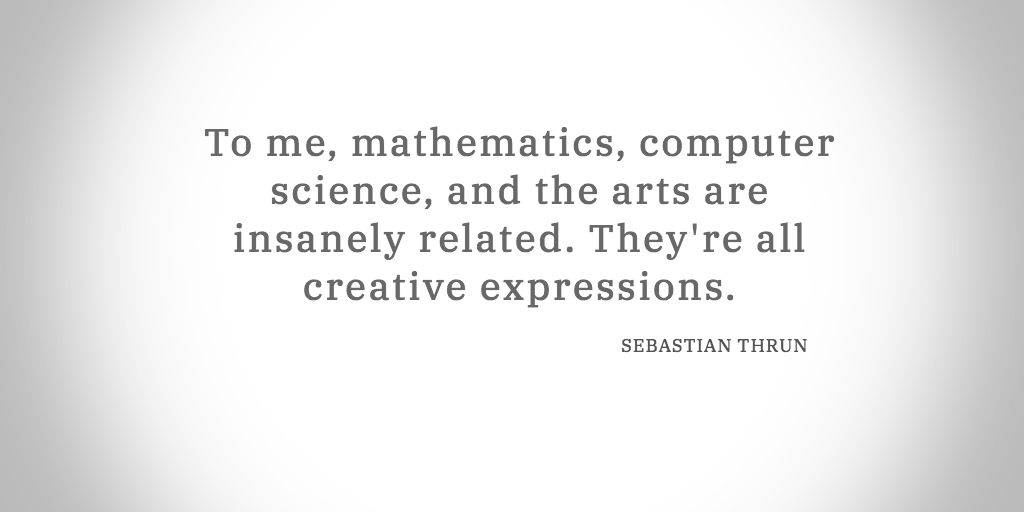 To me, mathematics, computer
science, and the arts are
insanely related. They're all
creative expressions.
SEBASTIAN THRUN